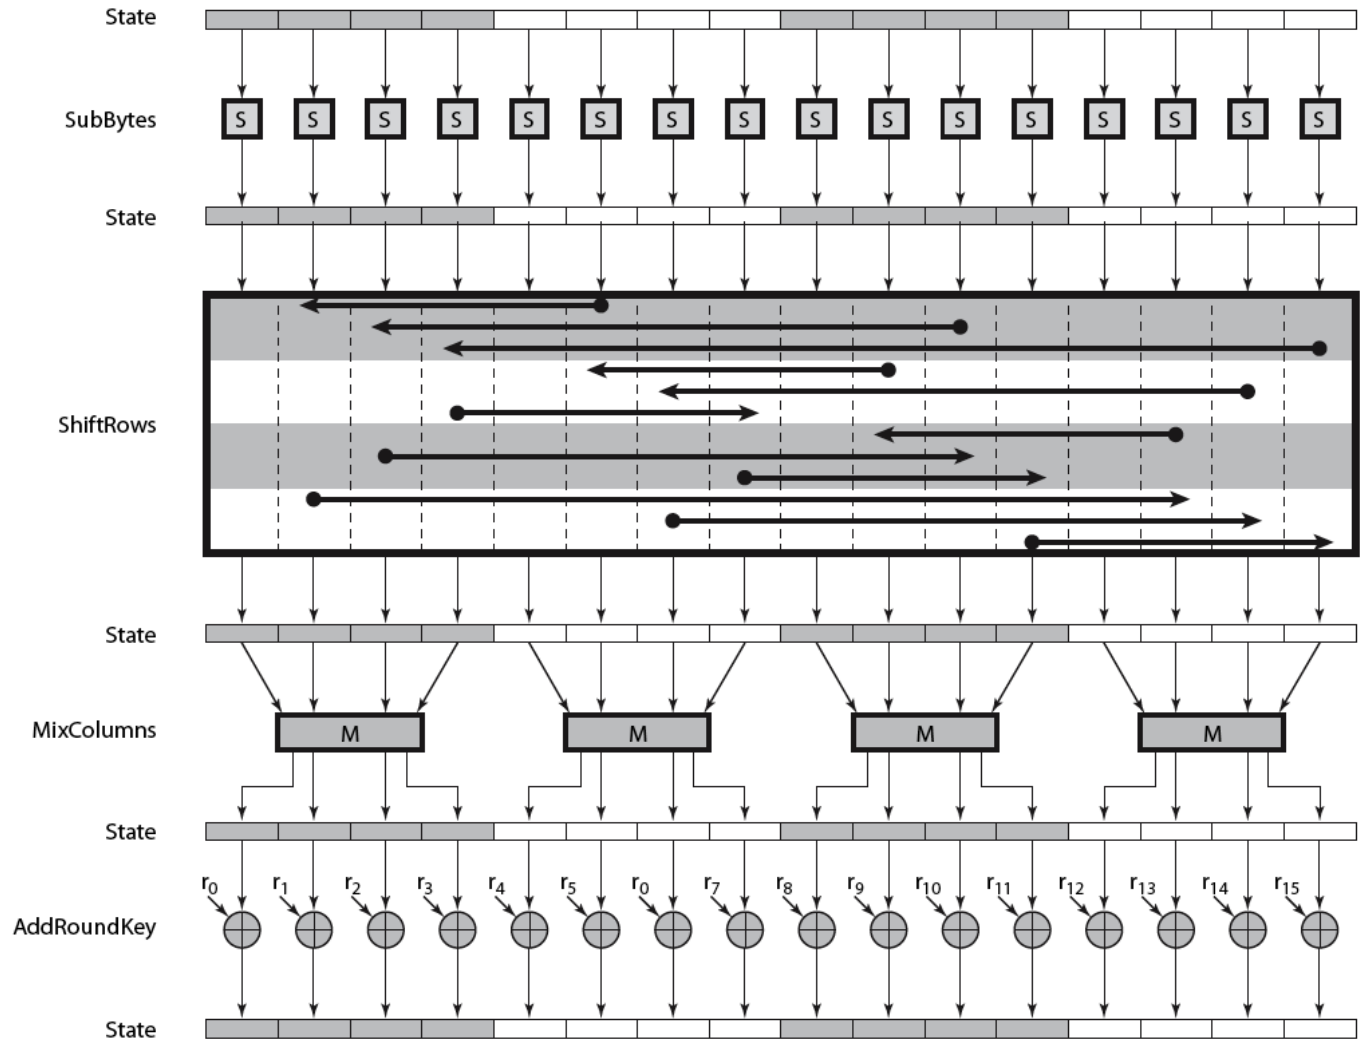 State
SubBytes S S S S S S S S S S S S S S S S
State
ShiftRows
State
MixColumns M M M M
State
r0 r1 r2 r3 r4 r5 r0 r7 r8 r9 r10 r11 r12 r13 r14 r15
AddRoundKey
State